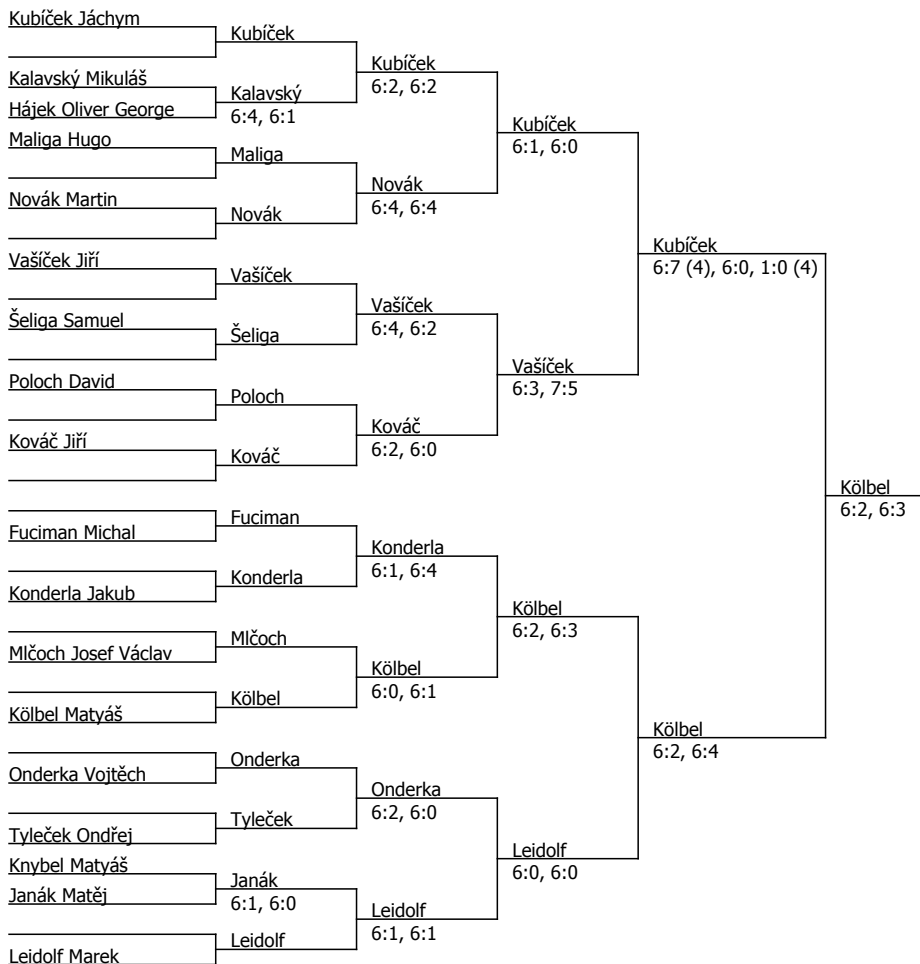 Kubíček Jáchym
Kalavský Mikuláš
Hájek Oliver George
Maliga Hugo
Novák Martin
Vašíček Jiří
Šeliga Samuel
Poloch David
Kováč Jiří
Fuciman Michal
Konderla Jakub
Mlčoch Josef Václav
Kölbel Matyáš
Onderka Vojtěch
Tyleček Ondřej
Knybel Matyáš
Janák Matěj
Leidolf Marek
Kubíček
Kalavský
6:4, 6:1
Maliga
Novák
Vašíček
Šeliga
Poloch
Kováč
Fuciman
Konderla
Mlčoch
Kölbel
Onderka
Tyleček
Janák
6:1, 6:0
Leidolf
Kubíček
6:2, 6:2
Novák
6:4, 6:4
Vašíček
6:4, 6:2
Kováč
6:2, 6:0
Konderla
6:1, 6:4
Kölbel
6:0, 6:1
Onderka
6:2, 6:0
Leidolf
6:1, 6:1
Kubíček
6:1, 6:0
Vašíček
6:3, 7:5
Kölbel
6:2, 6:3
Leidolf
6:0, 6:0
Kubíček
6:7 (4), 6:0, 1:0 (4)
Kölbel
6:2, 6:4
Kölbel
6:2, 6:3